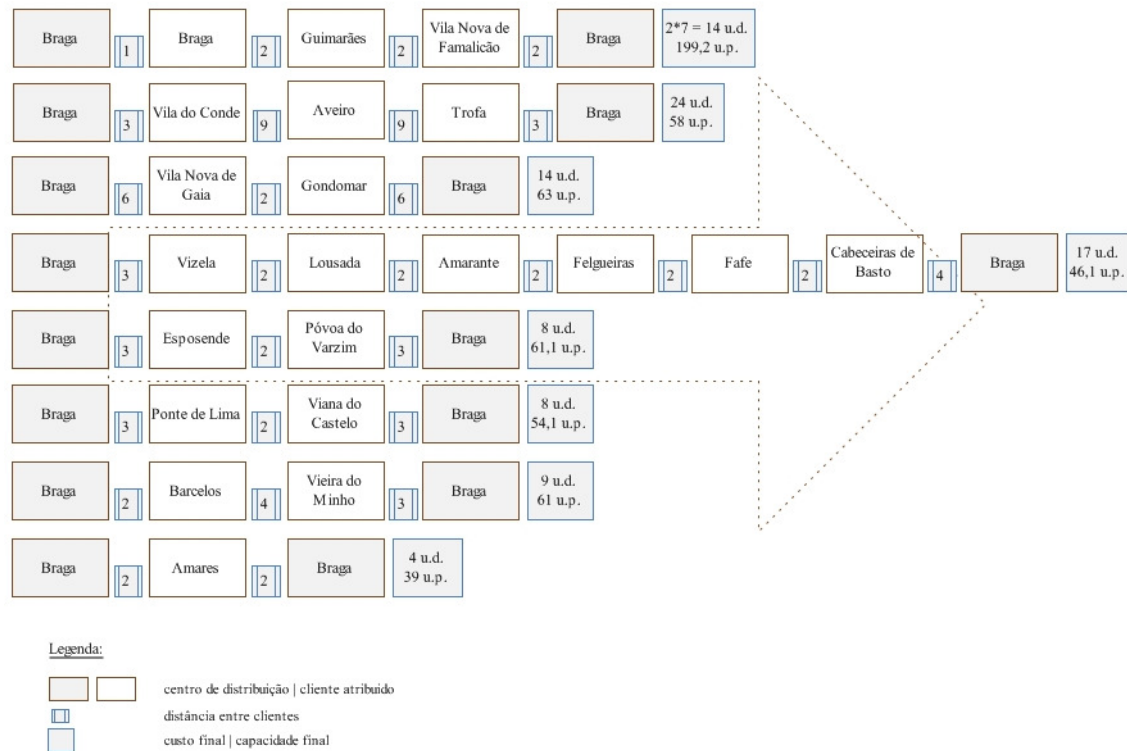 Braga 1 Braga 2 Guimarães 2 Vila Nova de Famalicão 2 Braga 2*7 = 14 u.d. 199,2 u.p.
Braga 3 Vila do Conde 9 Aveiro 9 Trofa 3 Braga 24 u.d. 58 u.p.
Braga 6 Vila Nova de Gaia 2 Gondomar 6 Braga 14 u.d. 63 u.p.
Braga 3 Vizela 2 Lousada 2 Amarante 2 Felgueiras 2 Fafe 2 Cabeceiras de Basto 4 Braga 17 u.d. 46,1 u.p.
Braga 3 Esposende 2 Póvoa do Varzim 3 Braga 8 u.d. 61,1 u.p.
Braga 3 Ponte de Lima 2 Viana do Castelo 3 Braga 8 u.d. 54,1 u.p.
Braga 2 Barcelos 4 Vieira do Minho 3 Braga 9 u.d. 61 u.p.
Braga 2 Amares 2 Braga 4 u.d. 39 u.p.
Legenda:
centro de distribuição | cliente atribuido
distância entre clientes
custo final | capacidade final